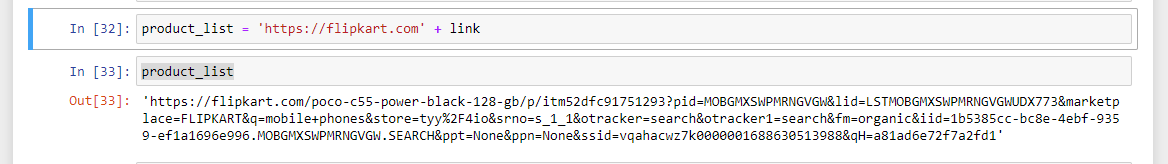 In [32]: product_list = 'https://flipkart.com' + link
In [33]: product_list
Out[33]: 'https://flipkart.com/poco-c55-power-black-128-gb/p/itm52dfc91751293?pid=MOBGMXSWPMRNGVGW&lid=LSTMOBGMXSWPMRNGVGWUDX773&marketp
lace=FLIPKART&q=mobile+phones&store=tyy%2F4io&srno=s_1_1&otracker=search&otracker1=search&fm=organic&iid=1b5385cc-bc8e-4ebf-935
9-ef1a1696e996.MOBGMXSWPMRNGVGW.SEARCH&ppt=None&ppn=None&ssid=vqahacwz7k0000001688630513988&qH=a81ad6e72f7a2fd1'